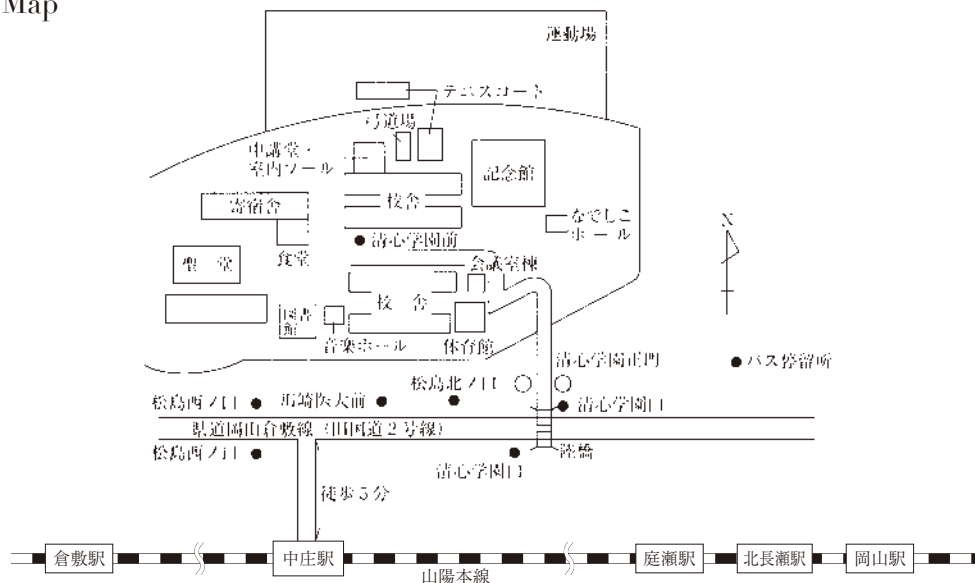 Map
運動場
テニスコート
弓道場
中講堂・
室内プール
記念館
校舎
寄宿舎
なでしこ
ホール
清心学園前
N
食堂
会議室棟
聖 堂
校 舎
図書
館
音楽ホール
体育館
清心学園正門
バス停留所
松島北ノ口
松島西ノ口
川崎医大前
清心学園口
県道岡山倉敷線(旧国道2号線)
松島西ノ口
陸橋
清心学園口
徒歩5分
倉敷駅
中庄駅
庭瀬駅
北長瀬駅
岡山駅
山陽本線